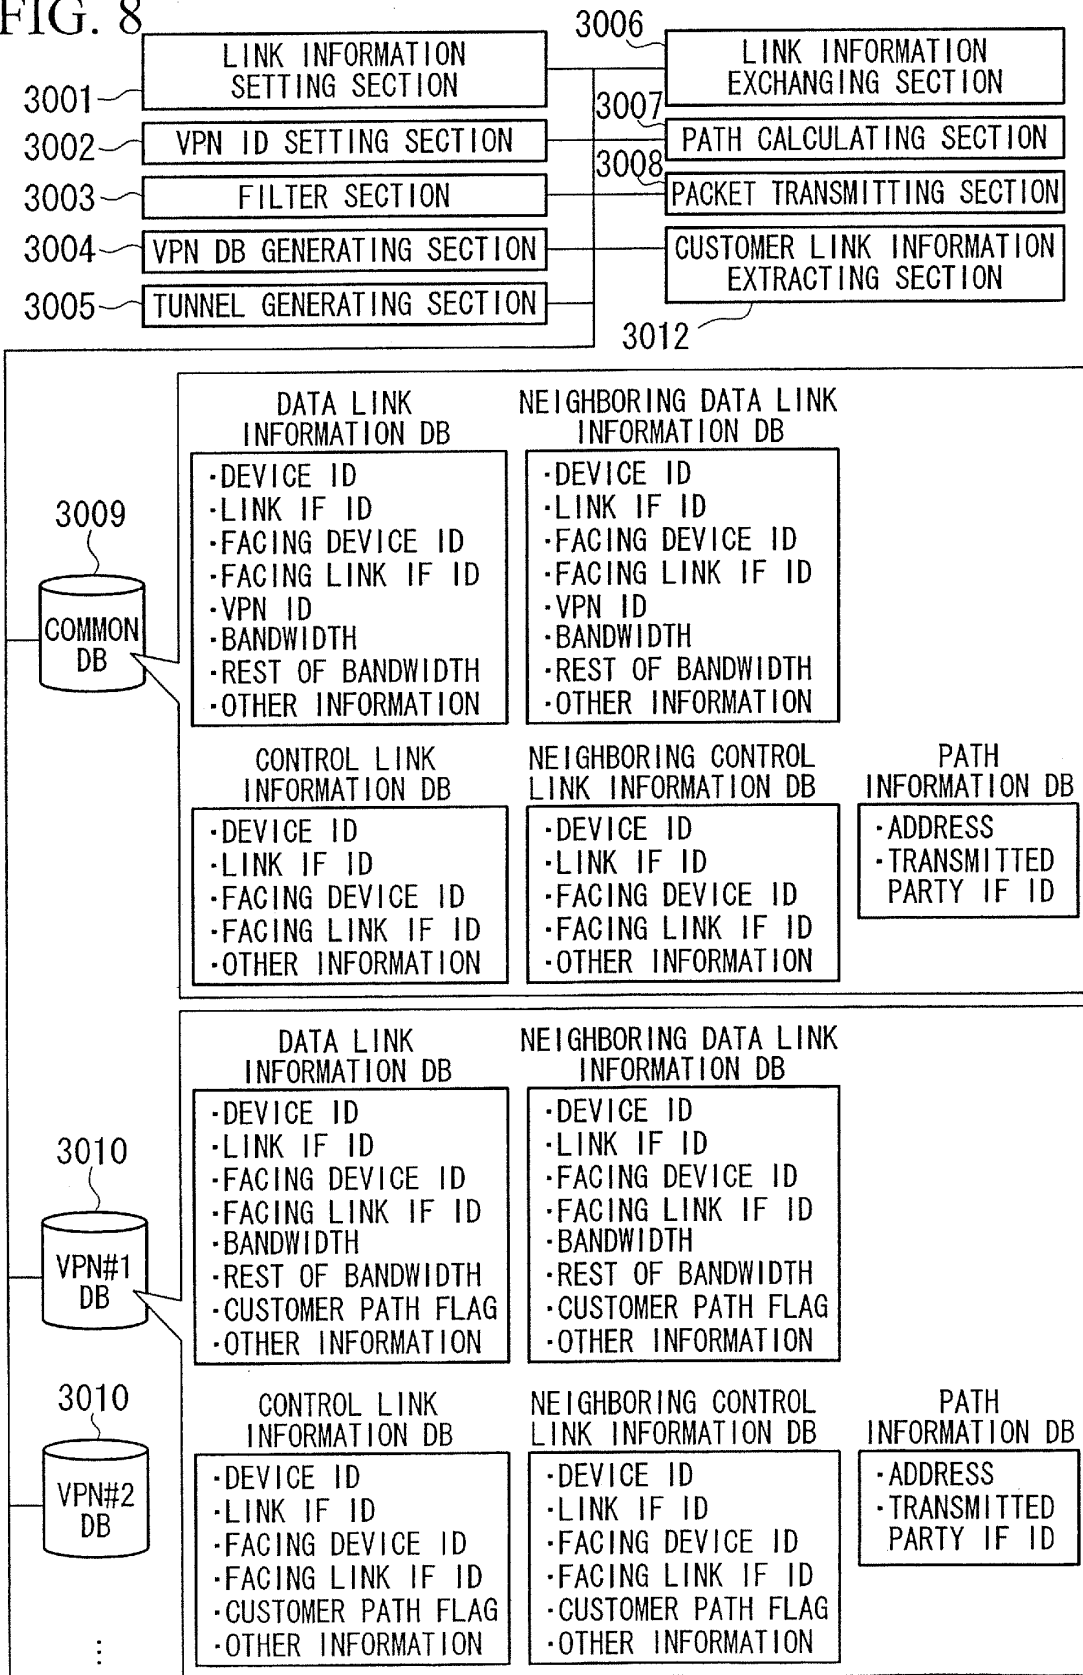 FIG. 8
LINK INFORMATION
SETTING SECTION
3001
VPN ID SETTING SECTION
3002
FILTER SECTION
3003
VPN DB GENERATING SECTION
3004
TUNNEL GENERATING SECTION
3005
3006
LINK INFORMATION
EXCHANGING SECTION
3007
PATH CALCULATING SECTION
3008
PACKET TRANSMITTING SECTION
CUSTOMER LINK INFORMATION
EXTRACTING SECTION
3012
3009
COMMON
DB
DATA LINK
INFORMATION DB
·DEVICE ID
·LINK IF ID
·FACING DEVICE ID
·FACING LINK IF ID
·VPN ID
·BANDWIDTH
·REST OF BANDWIDTH
·OTHER INFORMATION
NEIGHBORING DATA LINK
INFORMATION DB
·DEVICE ID
·LINK IF ID
·FACING DEVICE ID
·FACING LINK IF ID
·VPN ID
·BANDWIDTH
·REST OF BANDWIDTH
·OTHER INFORMATION
CONTROL LINK
INFORMATION DB
·DEVICE ID
·LINK IF ID
·FACING DEVICE ID
·FACING LINK IF ID
·OTHER INFORMATION
NEIGHBORING CONTROL
LINK INFORMATION DB
·DEVICE ID
·LINK IF ID
·FACING DEVICE ID
·FACING LINK IF ID
·OTHER INFORMATION
PATH
INFORMATION DB
·ADDRESS
·TRANSMITTED
PARTY IF ID
3010
VPN#1
DB
DATA LINK
INFORMATION DB
·DEVICE ID
·LINK IF ID
·FACING DEVICE ID
·FACING LINK IF ID
·BANDWIDTH
·REST OF BANDWIDTH
·CUSTOMER PATH FLAG
·OTHER INFORMATION
NEIGHBORING DATA LINK
INFORMATION DB
·DEVICE ID
·LINK IF ID
·FACING DEVICE ID
·FACING LINK IF ID
·BANDWIDTH
·REST OF BANDWIDTH
·CUSTOMER PATH FLAG
·OTHER INFORMATION
3010
VPN#2
DB
CONTROL LINK
INFORMATION DB
·DEVICE ID
·LINK IF ID
·FACING DEVICE ID
·FACING LINK IF ID
·CUSTOMER PATH FLAG
·OTHER INFORMATION
NEIGHBORING CONTROL
LINK INFORMATION DB
·DEVICE ID
·LINK IF ID
·FACING DEVICE ID
·FACING LINK IF ID
·CUSTOMER PATH FLAG
·OTHER INFORMATION
PATH
INFORMATION DB
·ADDRESS
·TRANSMITTED
PARTY IF ID
⋮